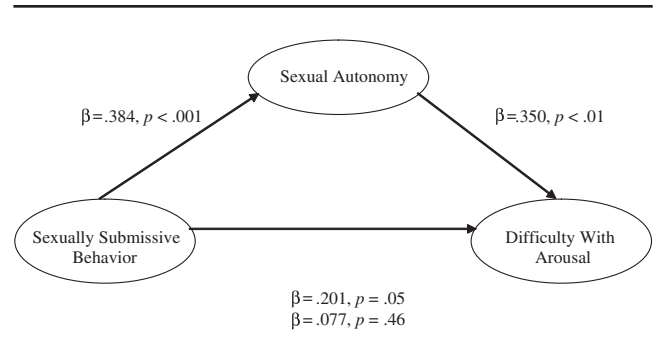 Sexual Autonomy
β=.384, p < .001
β=.350, p < .01
Sexually Submissive
Behavior
Difficulty With
Arousal
β = .201, p = .05
β = .077, p = .46